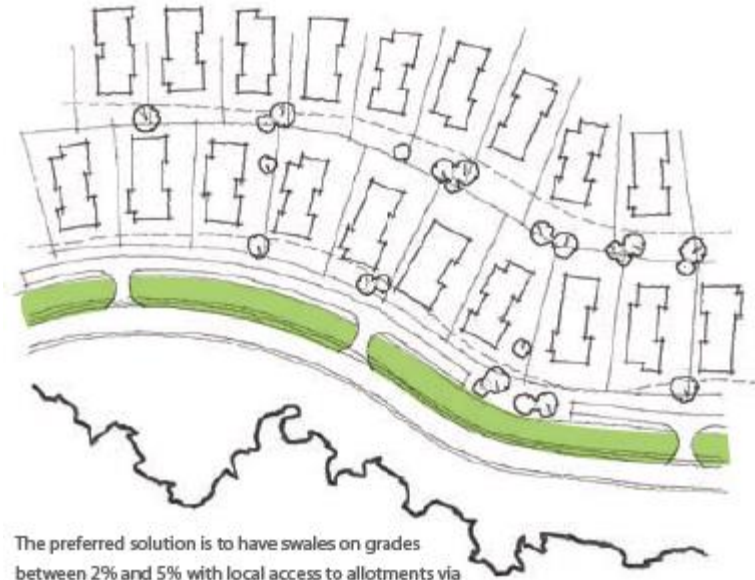 The preferred solution is to have swales on grades
between 2% and 5% with local access to allotments via